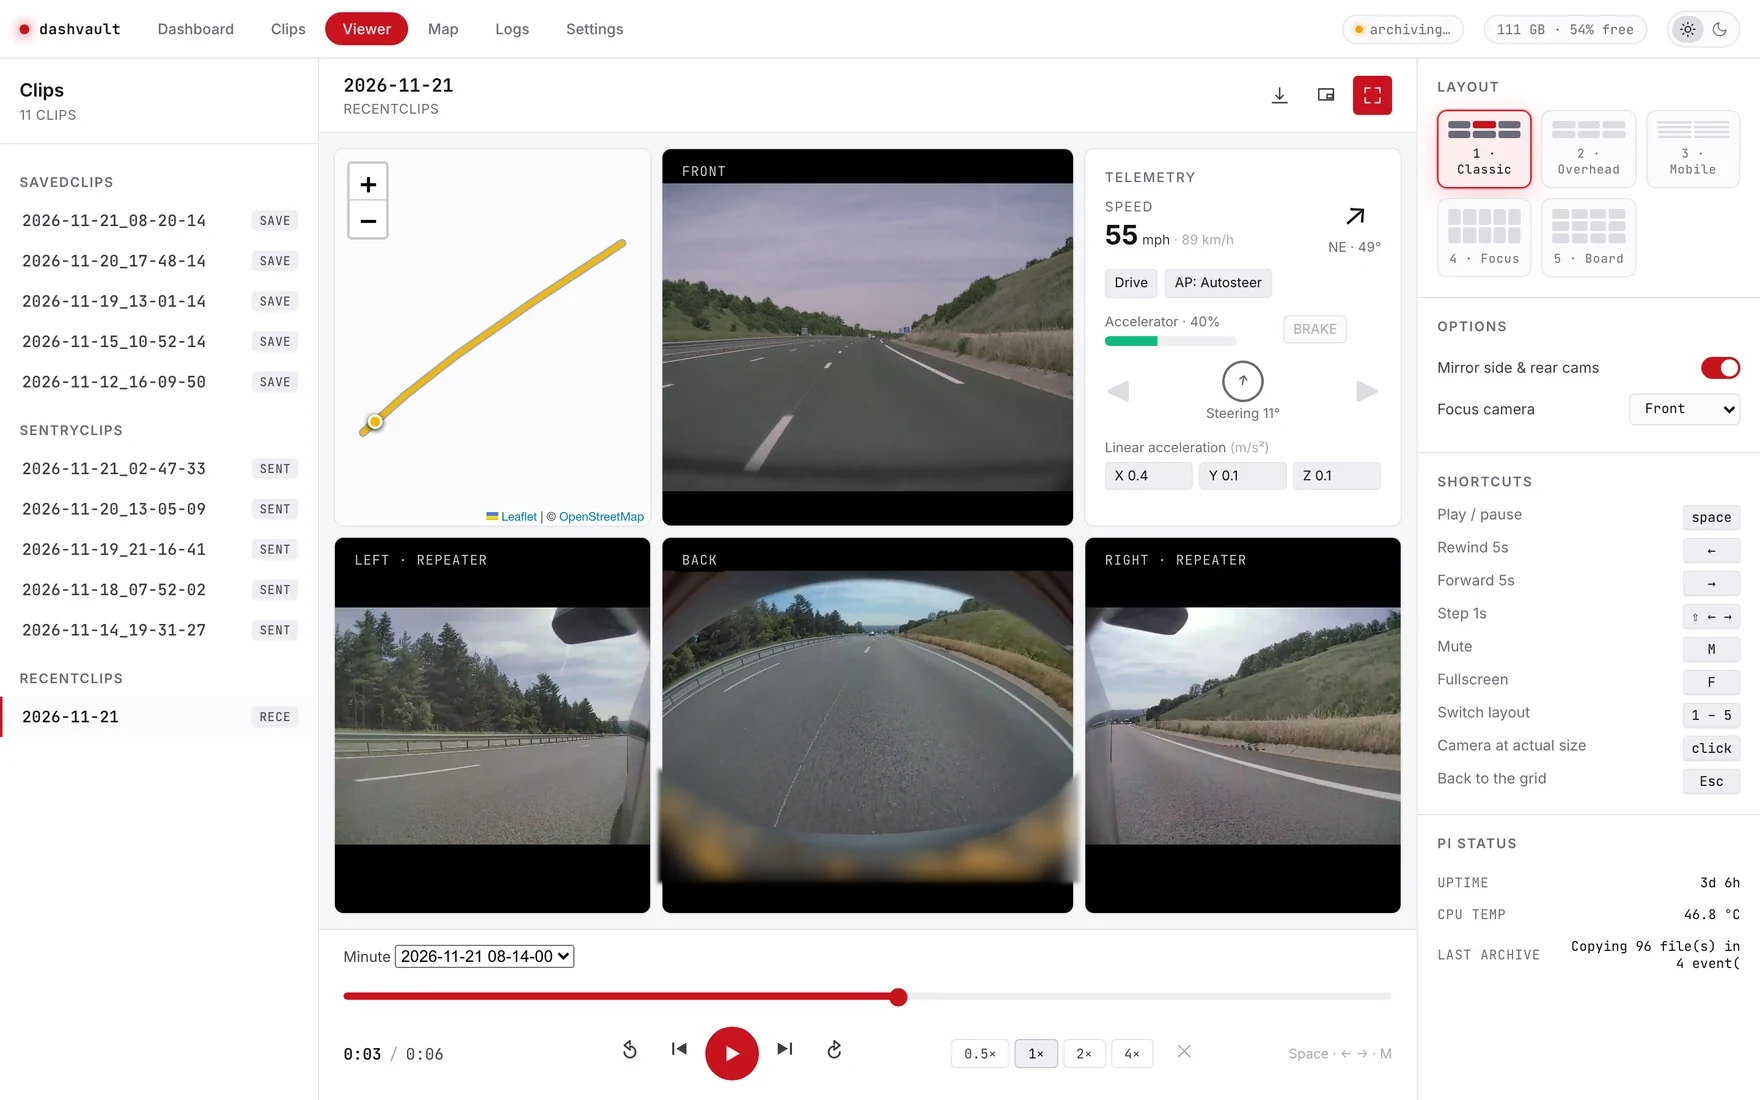 dashvault
Dashboard
Clips
Viewer
Map
Logs
Settings
archiving…
111 GB · 54% free
Clips
11 CLIPS
SAVEDCLIPS
2026-11-21_08-20-14 SAVE
2026-11-20_17-48-14 SAVE
2026-11-19_13-01-14 SAVE
2026-11-15_10-52-14 SAVE
2026-11-12_16-09-50 SAVE
SENTRYCLIPS
2026-11-21_02-47-33 SENT
2026-11-20_13-05-09 SENT
2026-11-19_21-16-41 SENT
2026-11-18_07-52-02 SENT
2026-11-14_19-31-27 SENT
RECENTCLIPS
2026-11-21 RECE
2026-11-21
RECENTCLIPS
+
−
Leaflet | © OpenStreetMap
FRONT
TELEMETRY
SPEED
55 mph · 89 km/h
NE · 49°
Drive
AP: Autosteer
Accelerator · 40%
BRAKE
Steering 11°
Linear acceleration (m/s²)
X 0.4
Y 0.1
Z 0.1
LEFT · REPEATER
BACK
RIGHT · REPEATER
Minute 2026-11-21 08-14-00
0:03 / 0:06
0.5×
1×
2×
4×
Space · ← → · M
LAYOUT
1 ·
Classic
2 ·
Overhead
3 ·
Mobile
4 · Focus
5 · Board
OPTIONS
Mirror side & rear cams
Focus camera Front
SHORTCUTS
Play / pause space
Rewind 5s ←
Forward 5s →
Step 1s ⇧ ← →
Mute M
Fullscreen F
Switch layout 1 – 5
Camera at actual size click
Back to the grid Esc
PI STATUS
UPTIME 3d 6h
CPU TEMP 46.8 °C
LAST ARCHIVE Copying 96 file(s) in
4 event(